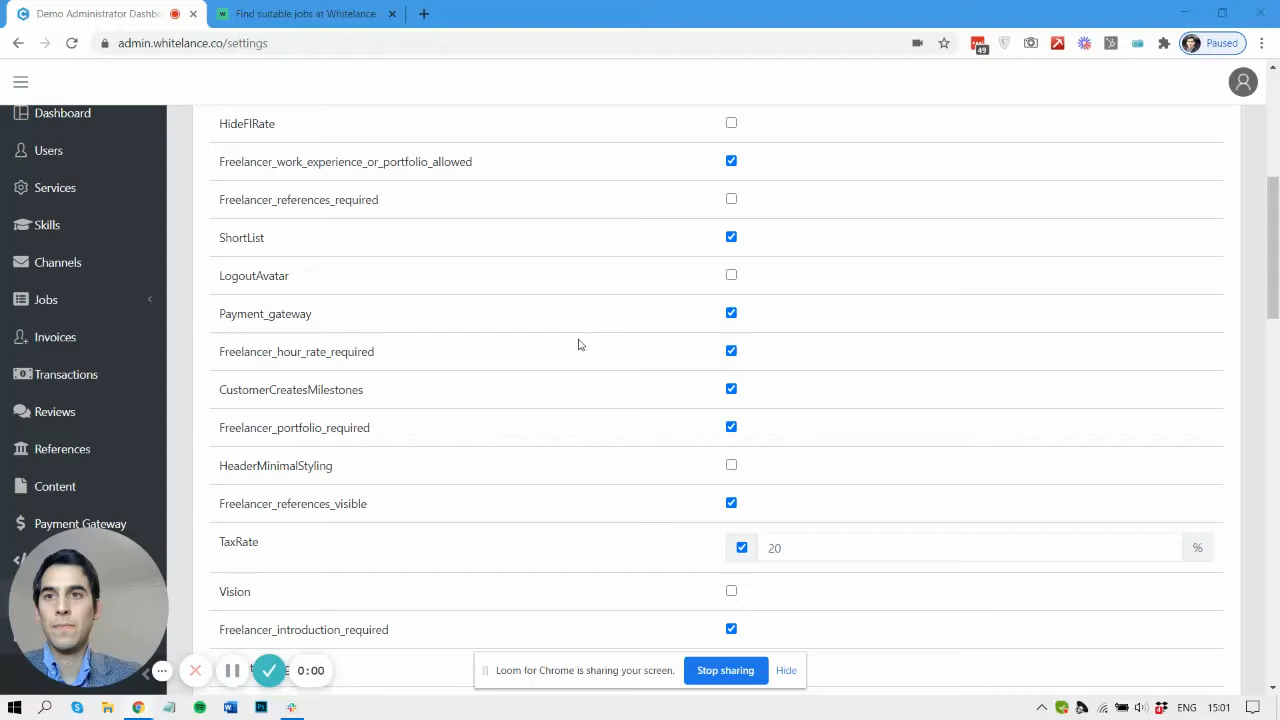 Demo Administrator Dashbo
Find suitable jobs at Whitelance.
admin.whitelance.co/settings
49
Paused
Dashboard
Users
Services
Skills
Channels
Jobs
Invoices
Transactions
Reviews
References
Content
Payment Gateway
HideFlRate
Freelancer_work_experience_or_portfolio_allowed
Freelancer_references_required
ShortList
LogoutAvatar
Payment_gateway
Freelancer_hour_rate_required
CustomerCreatesMilestones
Freelancer_portfolio_required
HeaderMinimalStyling
Freelancer_references_visible
TaxRate
20
%
Vision
Freelancer_introduction_required
0:00
Loom for Chrome is sharing your screen.
Stop sharing
Hide
ENG
15:01